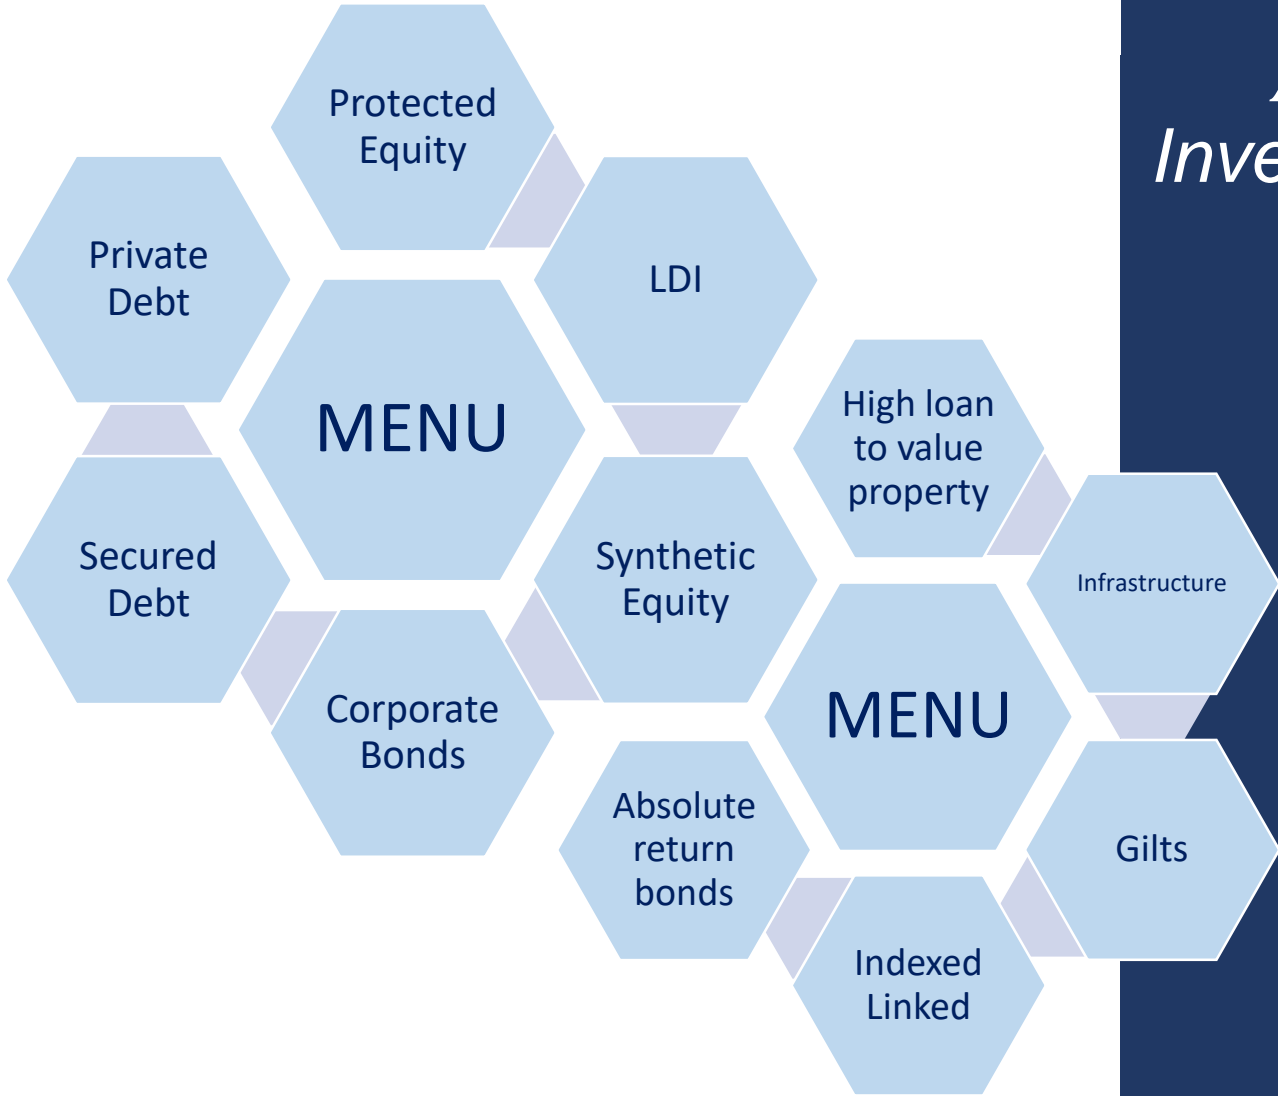 Protected
Equity
Private
Debt
LDI
MENU
Secured
Debt
Synthetic
Equity
Corporate
Bonds
High loan
to value
property
Infrastructure
MENU
Absolute
return
bonds
Gilts
Indexed
Linked